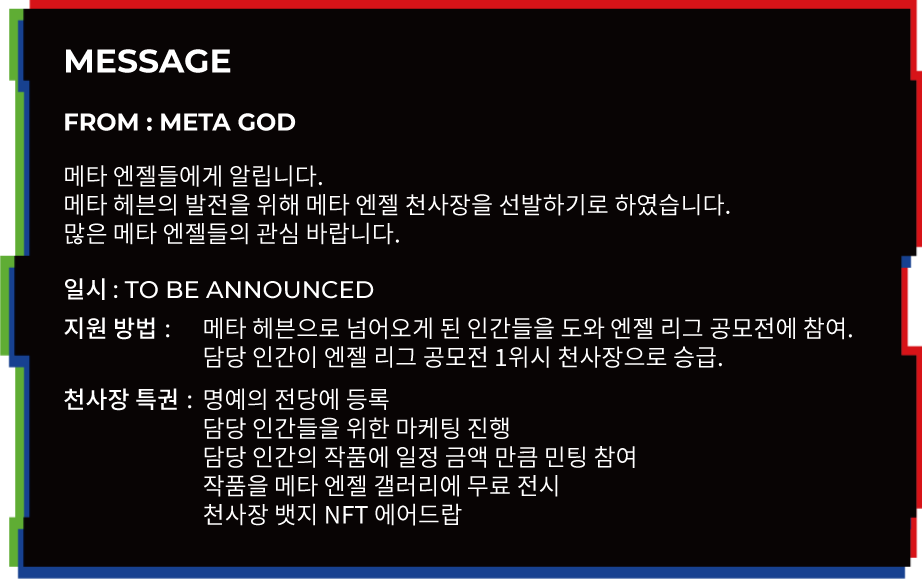 MESSAGE
FROM : META GOD
메타 엔젤들에게 알립니다.
메타 헤븐의 발전을 위해 메타 엔젤 천사장을 선발하기로 하였습니다.
많은 메타 엔젤들의 관심 바랍니다.
일시 : TO BE ANNOUNCED
지원 방법 : 메타 헤븐으로 넘어오게 된 인간들을 도와 엔젤 리그 공모전에 참여.
담당 인간이 엔젤 리그 공모전 1위시 천사장으로 승급.
천사장 특권 : 명예의 전당에 등록
담당 인간들을 위한 마케팅 진행
담당 인간의 작품에 일정 금액 만큼 민팅 참여
작품을 메타 엔젤 갤러리에 무료 전시
천사장 뱃지 NFT 에어드랍